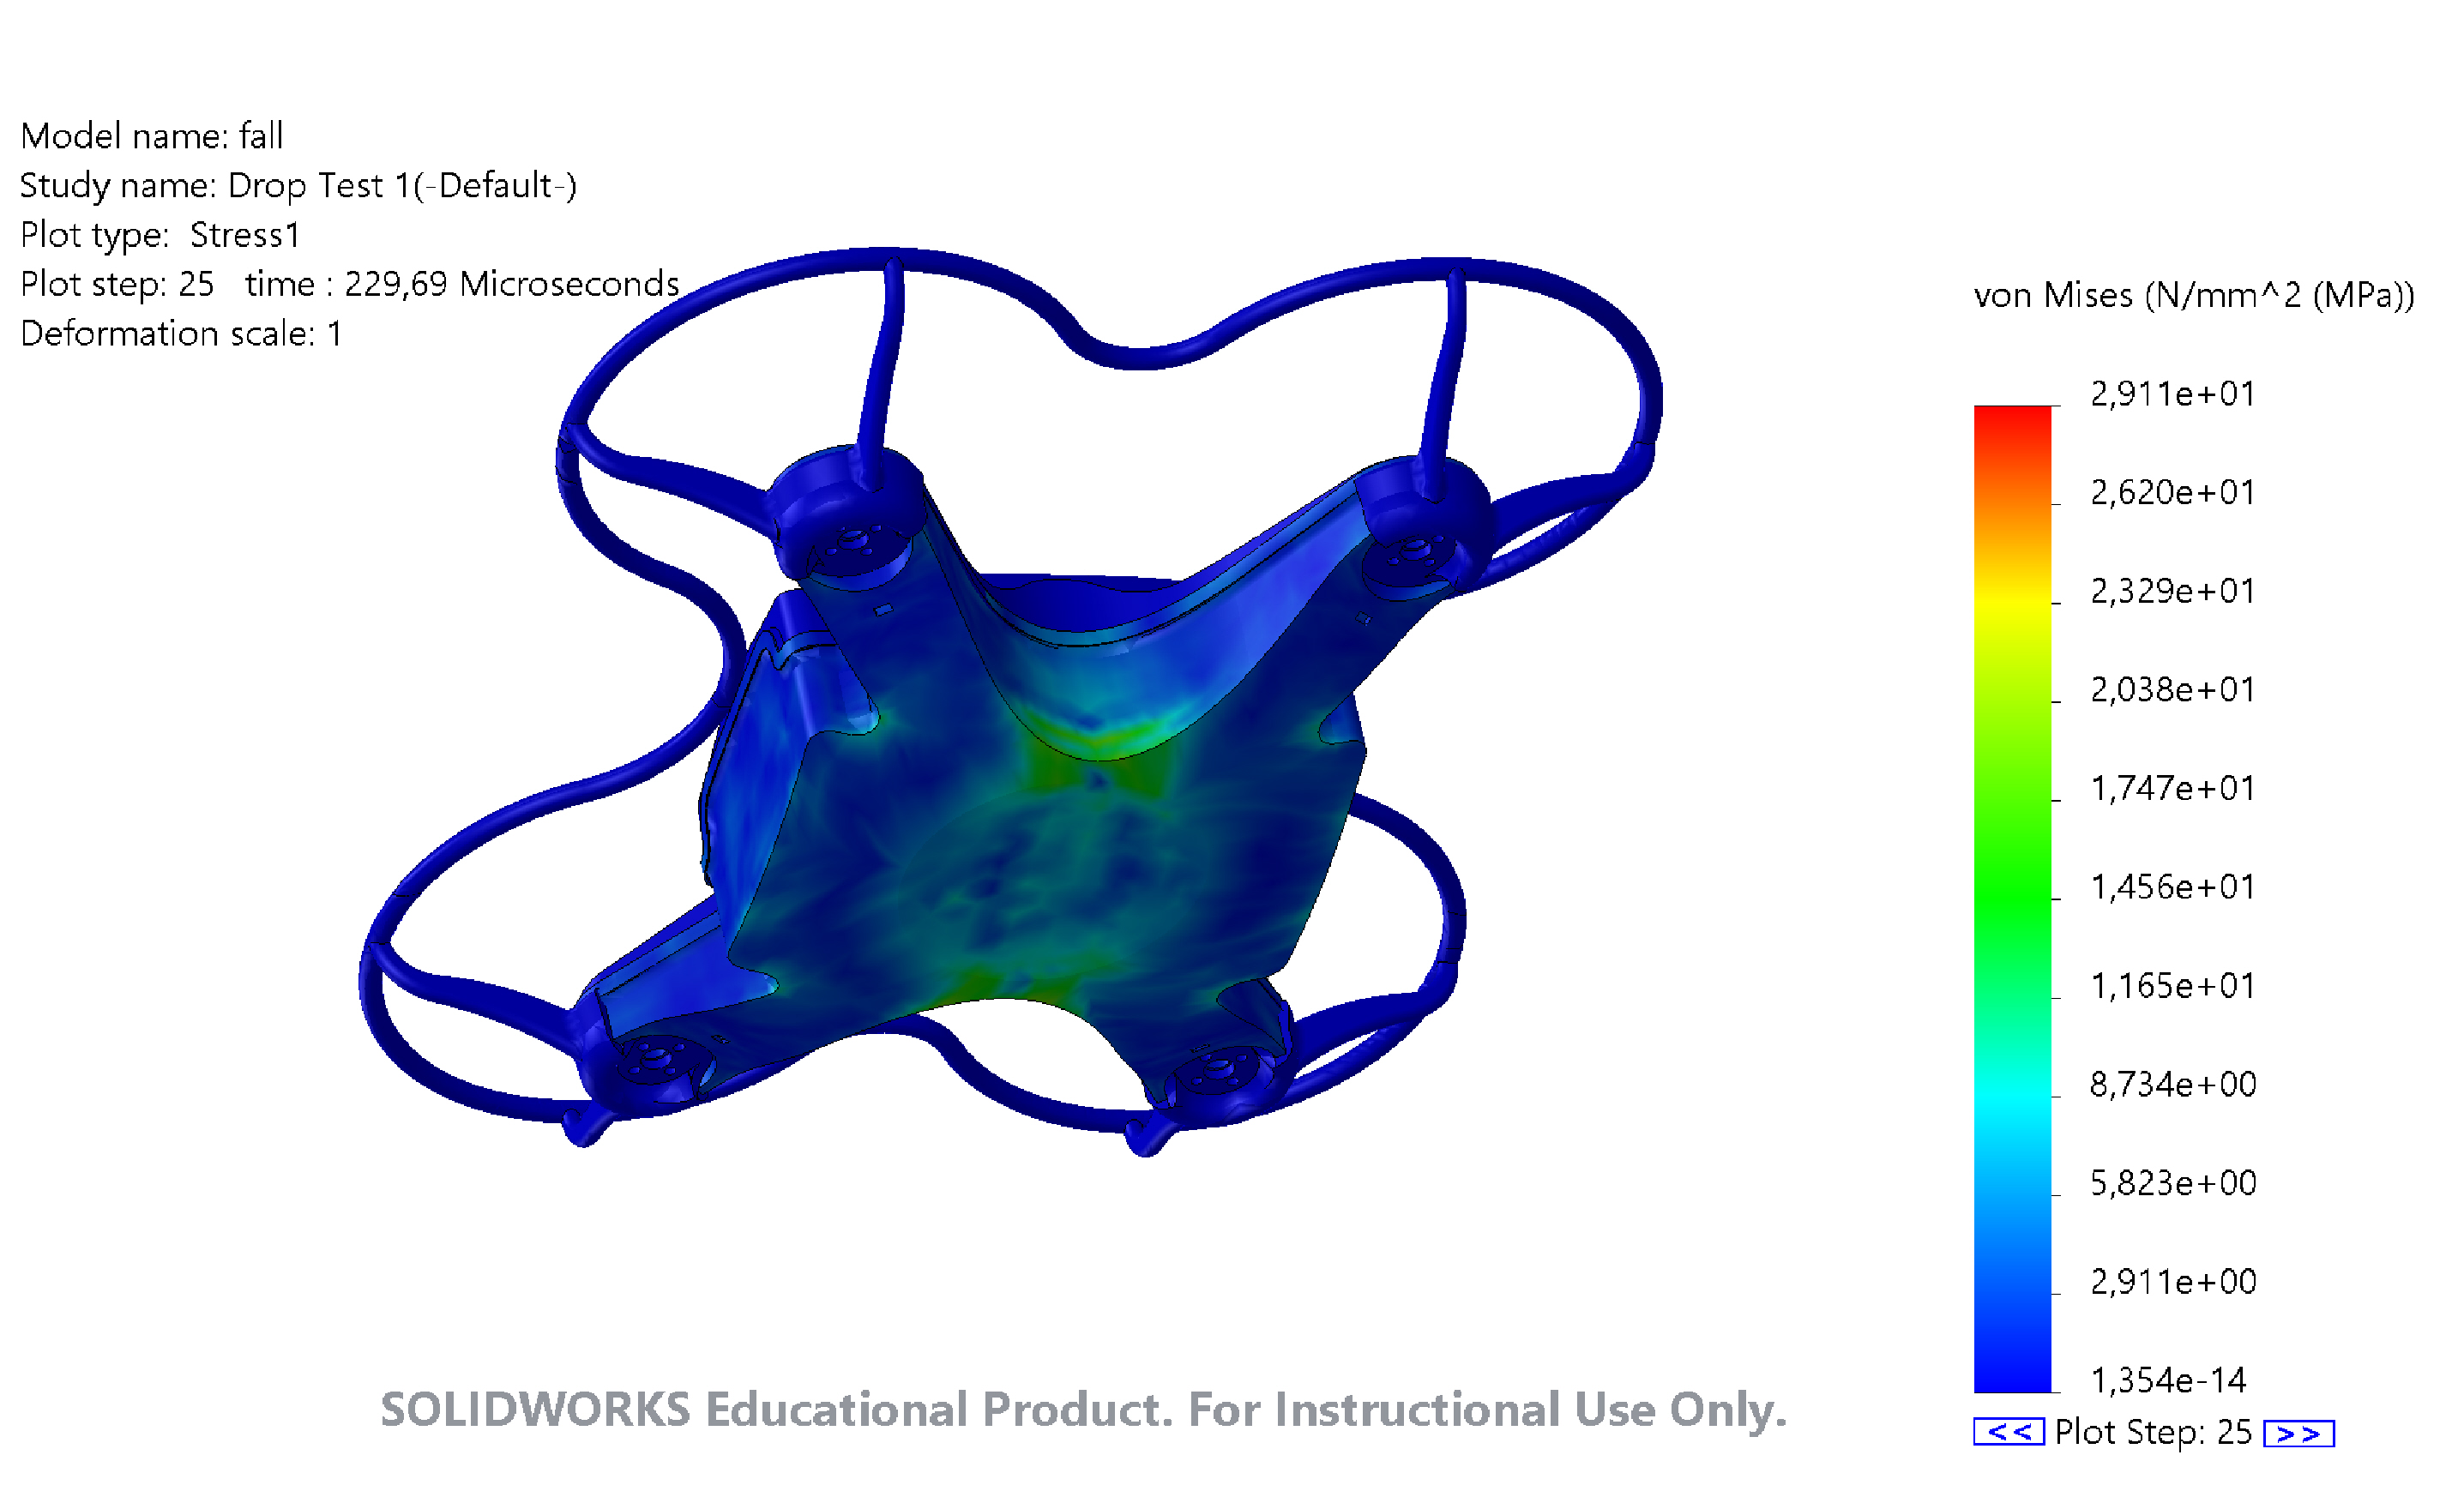 Model name: fall
Study name: Drop Test 1(-Default-)
Plot type: Stress1
Plot step: 25 time : 229,69 Microseconds
Deformation scale: 1
von Mises (N/mm^2 (MPa))
2,911e+01
2,620e+01
2,329e+01
2,038e+01
1,747e+01
1,456e+01
1,165e+01
8,734e+00
5,823e+00
2,911e+00
1,354e-14
<< Plot Step: 25 >>
SOLIDWORKS Educational Product. For Instructional Use Only.